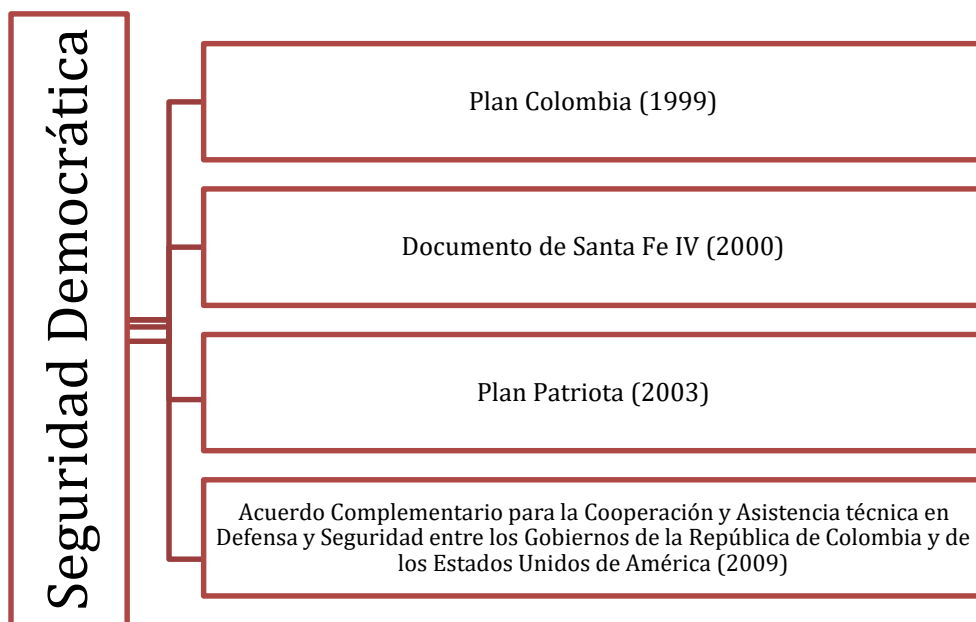 Seguridad Democrática
Plan Colombia (1999)
Documento de Santa Fe IV (2000)
Plan Patriota (2003)
Acuerdo Complementario para la Cooperación y Asistencia técnica en
Defensa y Seguridad entre los Gobiernos de la República de Colombia y de
los Estados Unidos de América (2009)